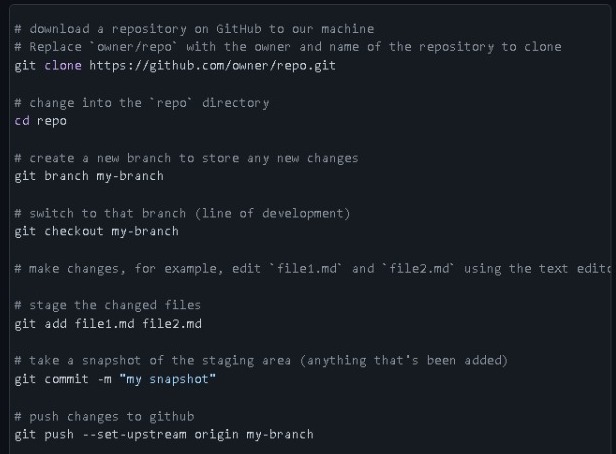 # download a repository on GitHub to our machine
# Replace `owner/repo` with the owner and name of the repository to clone
git clone https://github.com/owner/repo.git
# change into the `repo` directory
cd repo
# create a new branch to store any new changes
git branch my-branch
# switch to that branch (line of development)
git checkout my-branch
# make changes, for example, edit `file1.md` and `file2.md` using the text
# stage the changed files
git add file1.md file2.md
# take a snapshot of the staging area (anything that's been added)
git commit -m "my snapshot"
# push changes to github
git push --set-upstream origin my-branch